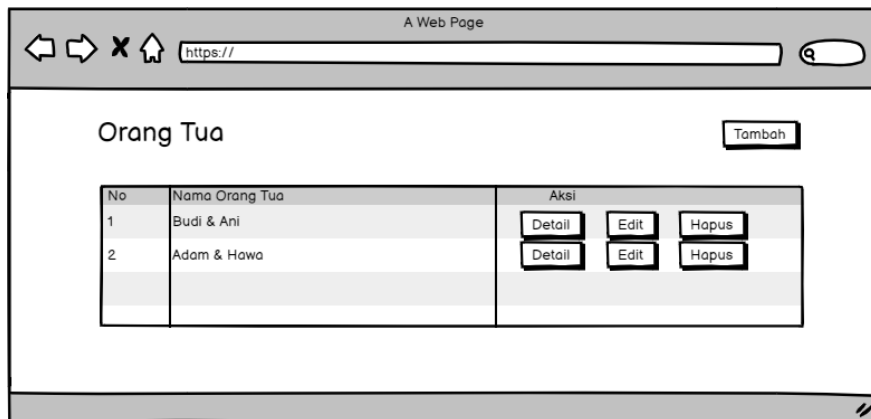 A Web Page
https://
Orang Tua
Tambah
No Nama Orang Tua Aksi
1 Budi & Ani Detail Edit Hapus
2 Adam & Hawa Detail Edit Hapus